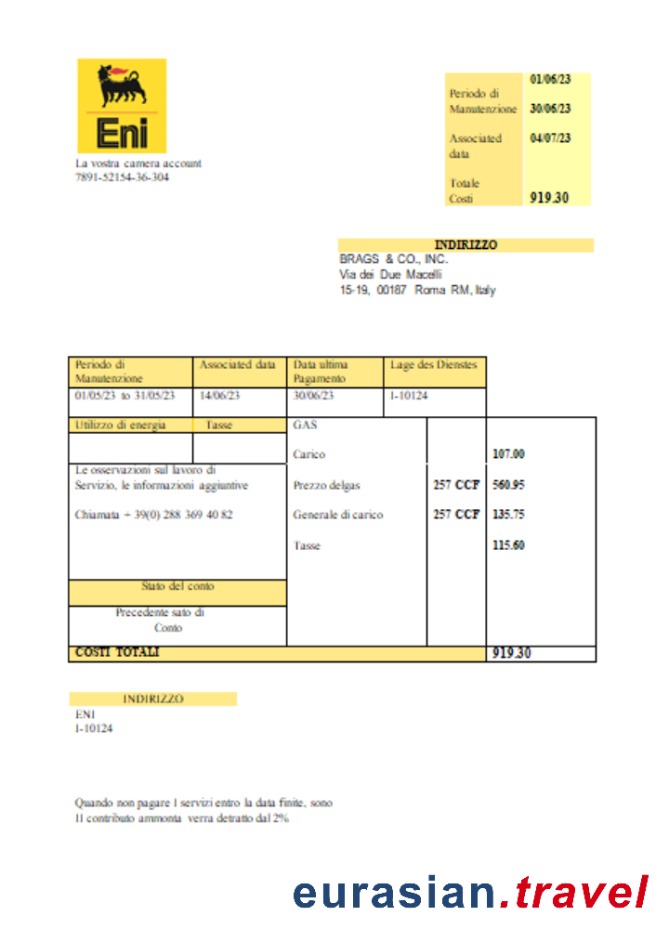 Eni
La vostra camera account
7891-52154-36-304
01/06/23
Periodo di
Manutenzione 30/06/23
Associated 04/07/23
data
Totale
Costi 919.30
INDIRIZZO
BRAGS & CO., INC.
Via dei Due Macelli
15-19, 00187 Roma RM, Italy
Periodo di Associated data Data ultima Lage des Dienstes
Manutenzione Pagamento
01/05/23 to 31/05/23 14/06/23 30/06/23 I-10124
Utilizzo di energia Tasse GAS
Carico 107.00
Le osservazioni sul lavoro di
Servizio, le informazioni aggiuntive Prezzo delgas 257 CCF 560.95
Chiamata + 39(0) 288 369 40 82 Generale di carico 257 CCF 135.75
Tasse 115.60
Stato del conto
Precedente sato di
Conto
COSTI TOTALI 919.30
INDIRIZZO
ENI
I-10124
Quando non pagare I servizi entro la data finite, sono
Il contributo ammonta verra detratto dal 2%
eurasian.travel